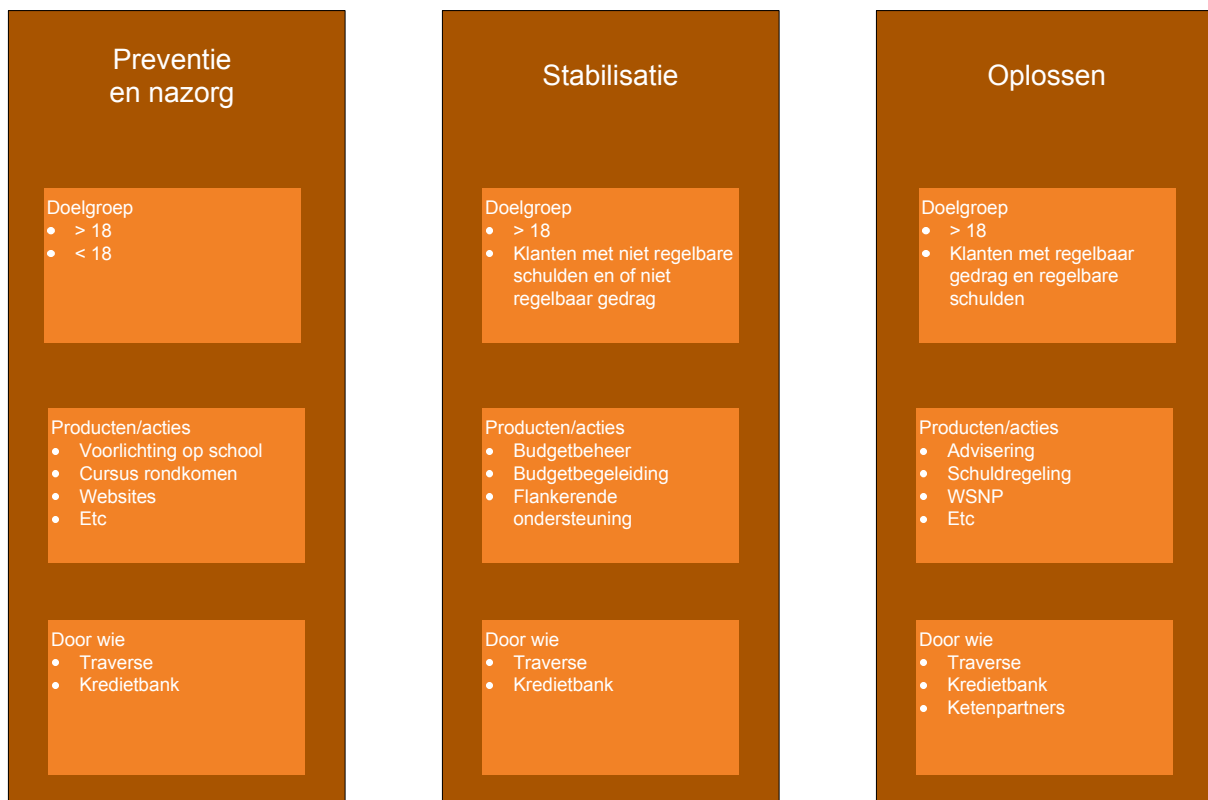 Preventie
en nazorg
Doelgroep
• > 18
• < 18
Producten/acties
• Voorlichting op school
• Cursus rondkomen
• Websites
• Etc
Door wie
• Traverse
• Kredietbank
Stabilisatie
Doelgroep
• > 18
• Klanten met niet regelbare
schulden en of niet
regelbaar gedrag
Producten/acties
• Budgetbeheer
• Budgetbegeleiding
• Flankerende
ondersteuning
Door wie
• Traverse
• Kredietbank
Oplossen
Doelgroep
• > 18
• Klanten met regelbaar
gedrag en regelbare
schulden
Producten/acties
• Advisering
• Schuldregeling
• WSNP
• Etc
Door wie
• Traverse
• Kredietbank
• Ketenpartners